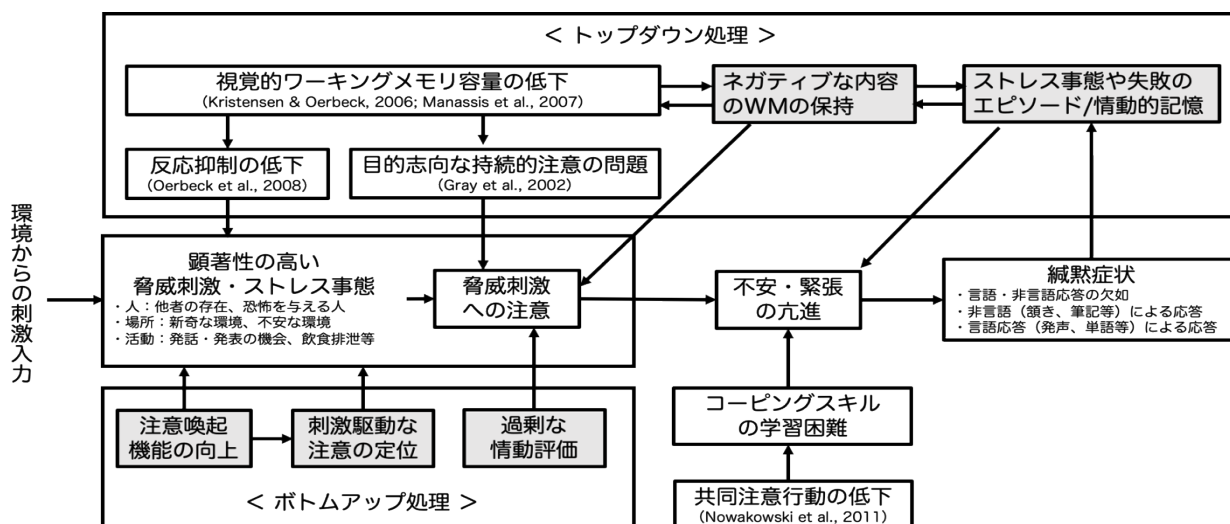 < トップダウン処理 >
視覚的ワーキングメモリ容量の低下
(Kristensen & Oerbeck, 2006; Manassis et al., 2007)
ネガティブな内容
のWMの保持
ストレス事態や失敗の
エピソード/情動的記憶
反応抑制の低下
(Oerbeck et al., 2008)
目的志向な持続的注意の問題
(Gray et al., 2002)
環境からの刺激入力
顕著性の高い
脅威刺激・ストレス事態
・人：他者の存在、恐怖を与える人
・場所：新奇な環境、不安な環境
・活動：発話・発表の機会、飲食排泄等
脅威刺激
への注意
不安・緊張
の亢進
緘黙症状
・言語・非言語応答の欠如
・非言語（頷き、筆記等）による応答
・言語応答（発声、単語等）による応答
注意喚起
機能の向上
刺激駆動な
注意の定位
過剰な
情動評価
< ボトムアップ処理 >
コーピングスキル
の学習困難
共同注意行動の低下
(Nowakowski et al., 2011)